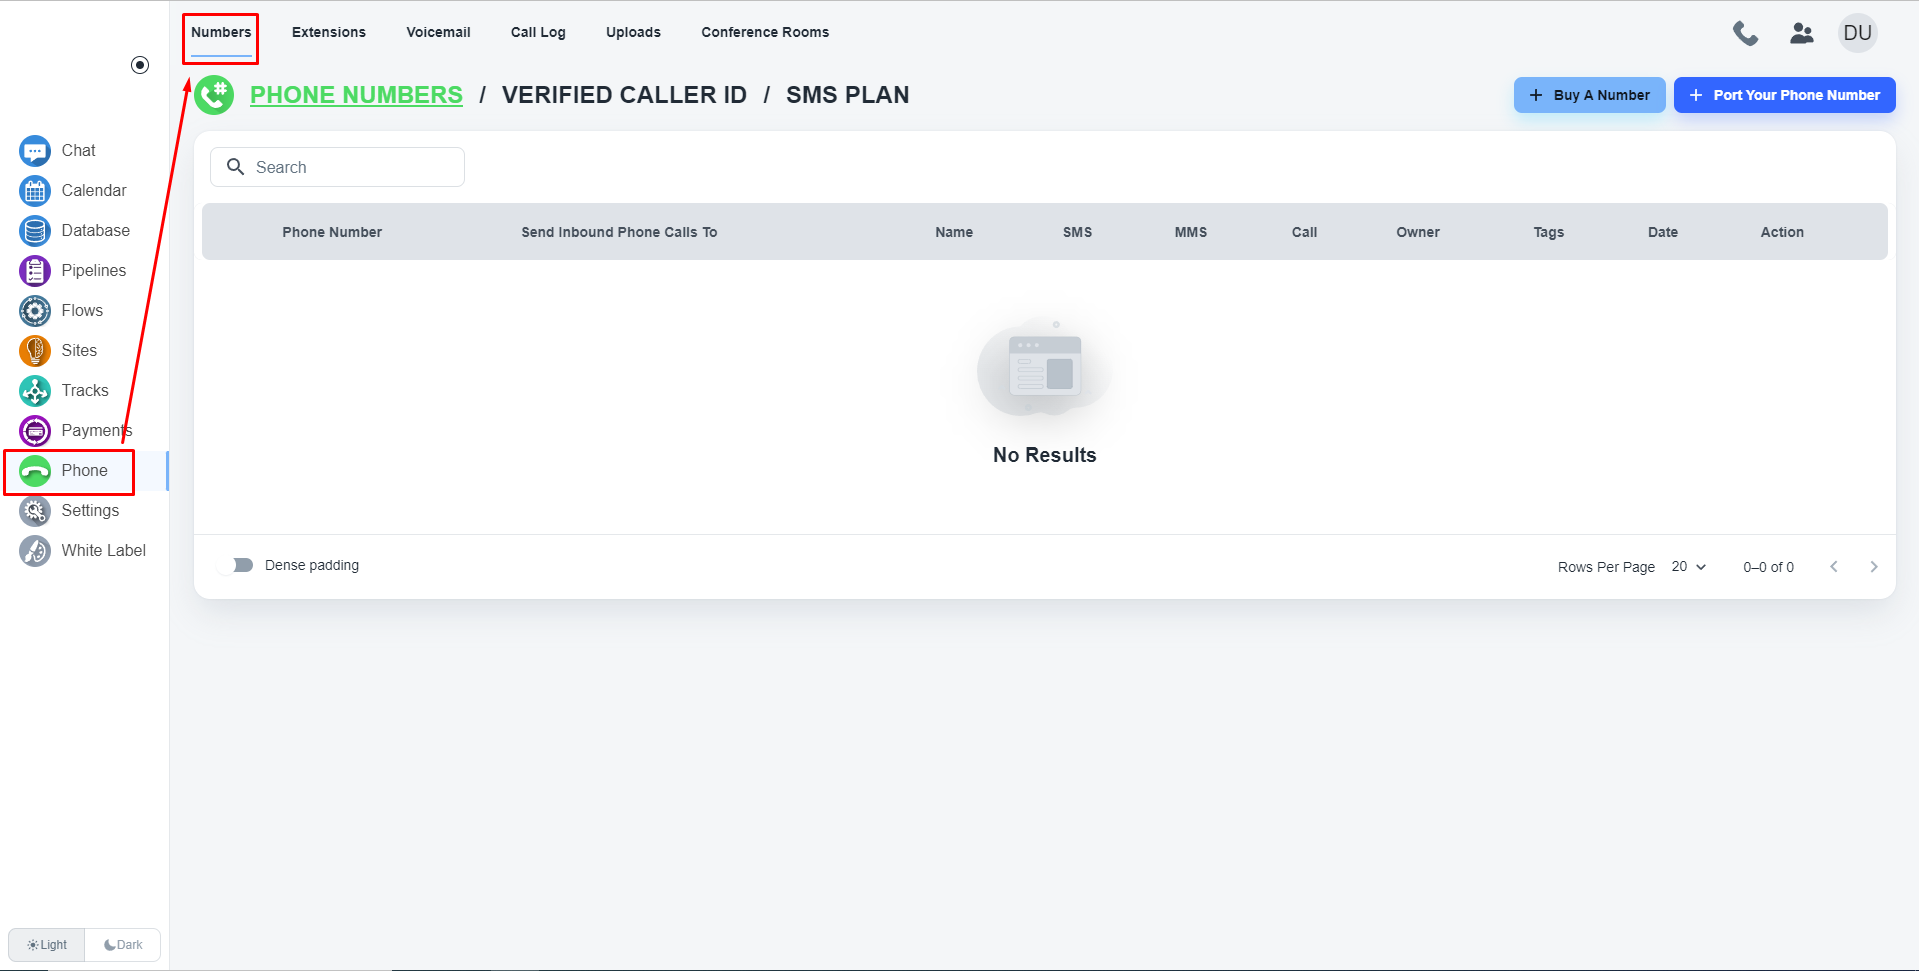 Numbers Extensions Voicemail Call Log Uploads Conference Rooms DU
PHONE NUMBERS / VERIFIED CALLER ID / SMS PLAN
+ Buy A Number + Port Your Phone Number
Chat
Calendar
Database
Pipelines
Flows
Sites
Tracks
Payments
Phone
Settings
White Label
Search
Phone Number Send Inbound Phone Calls To Name SMS MMS Call Owner Tags Date Action
No Results
Dense padding Rows Per Page 20 0–0 of 0
Light Dark